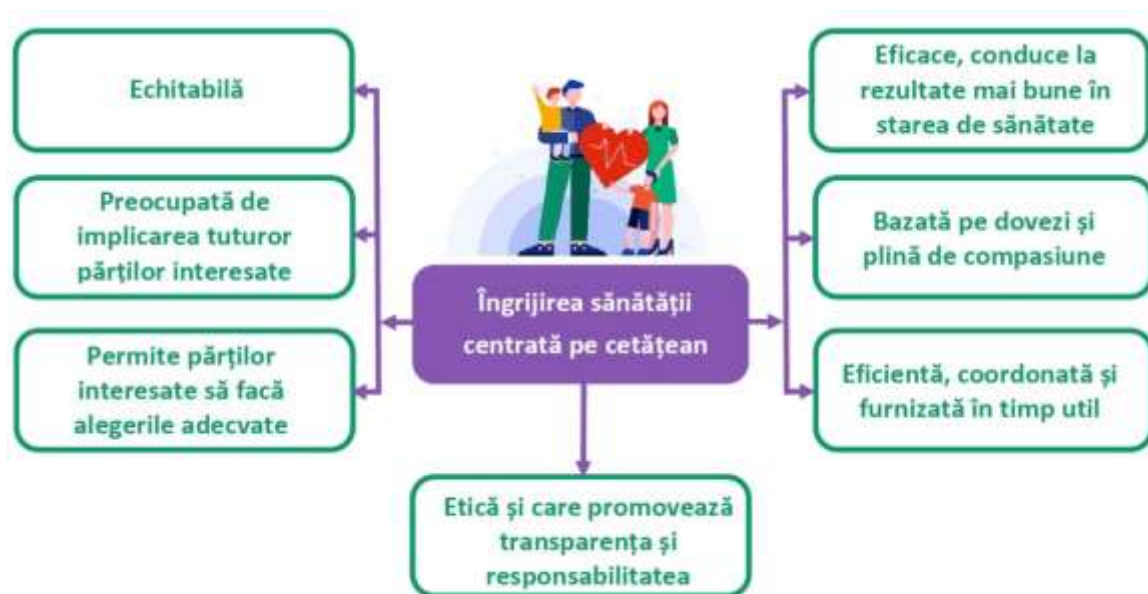 Echitabilă
Preocupată de
implicarea tuturor
părților interesate
Permite părților
interesate să facă
alegerile adecvate
Îngrijirea sănătății
centrată pe cetățean
Etică și care promovează
transparența și
responsabilitatea
Eficace, conduce la
rezultate mai bune în
starea de sănătate
Bazată pe dovezi și
plină de compasiune
Eficientă, coordonată și
furnizată în timp util